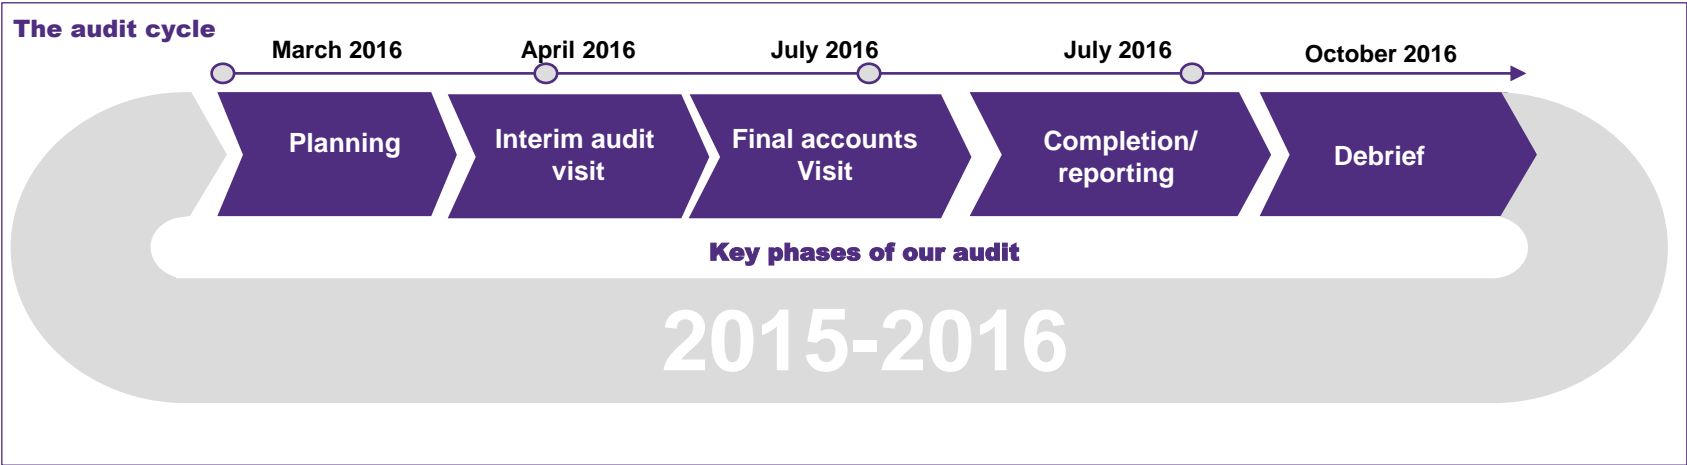 The audit cycle
March 2016
April 2016
July 2016
July 2016
October 2016
Planning
Interim audit
visit
Final accounts
Visit
Completion/
reporting
Debrief
Key phases of our audit
2015-2016